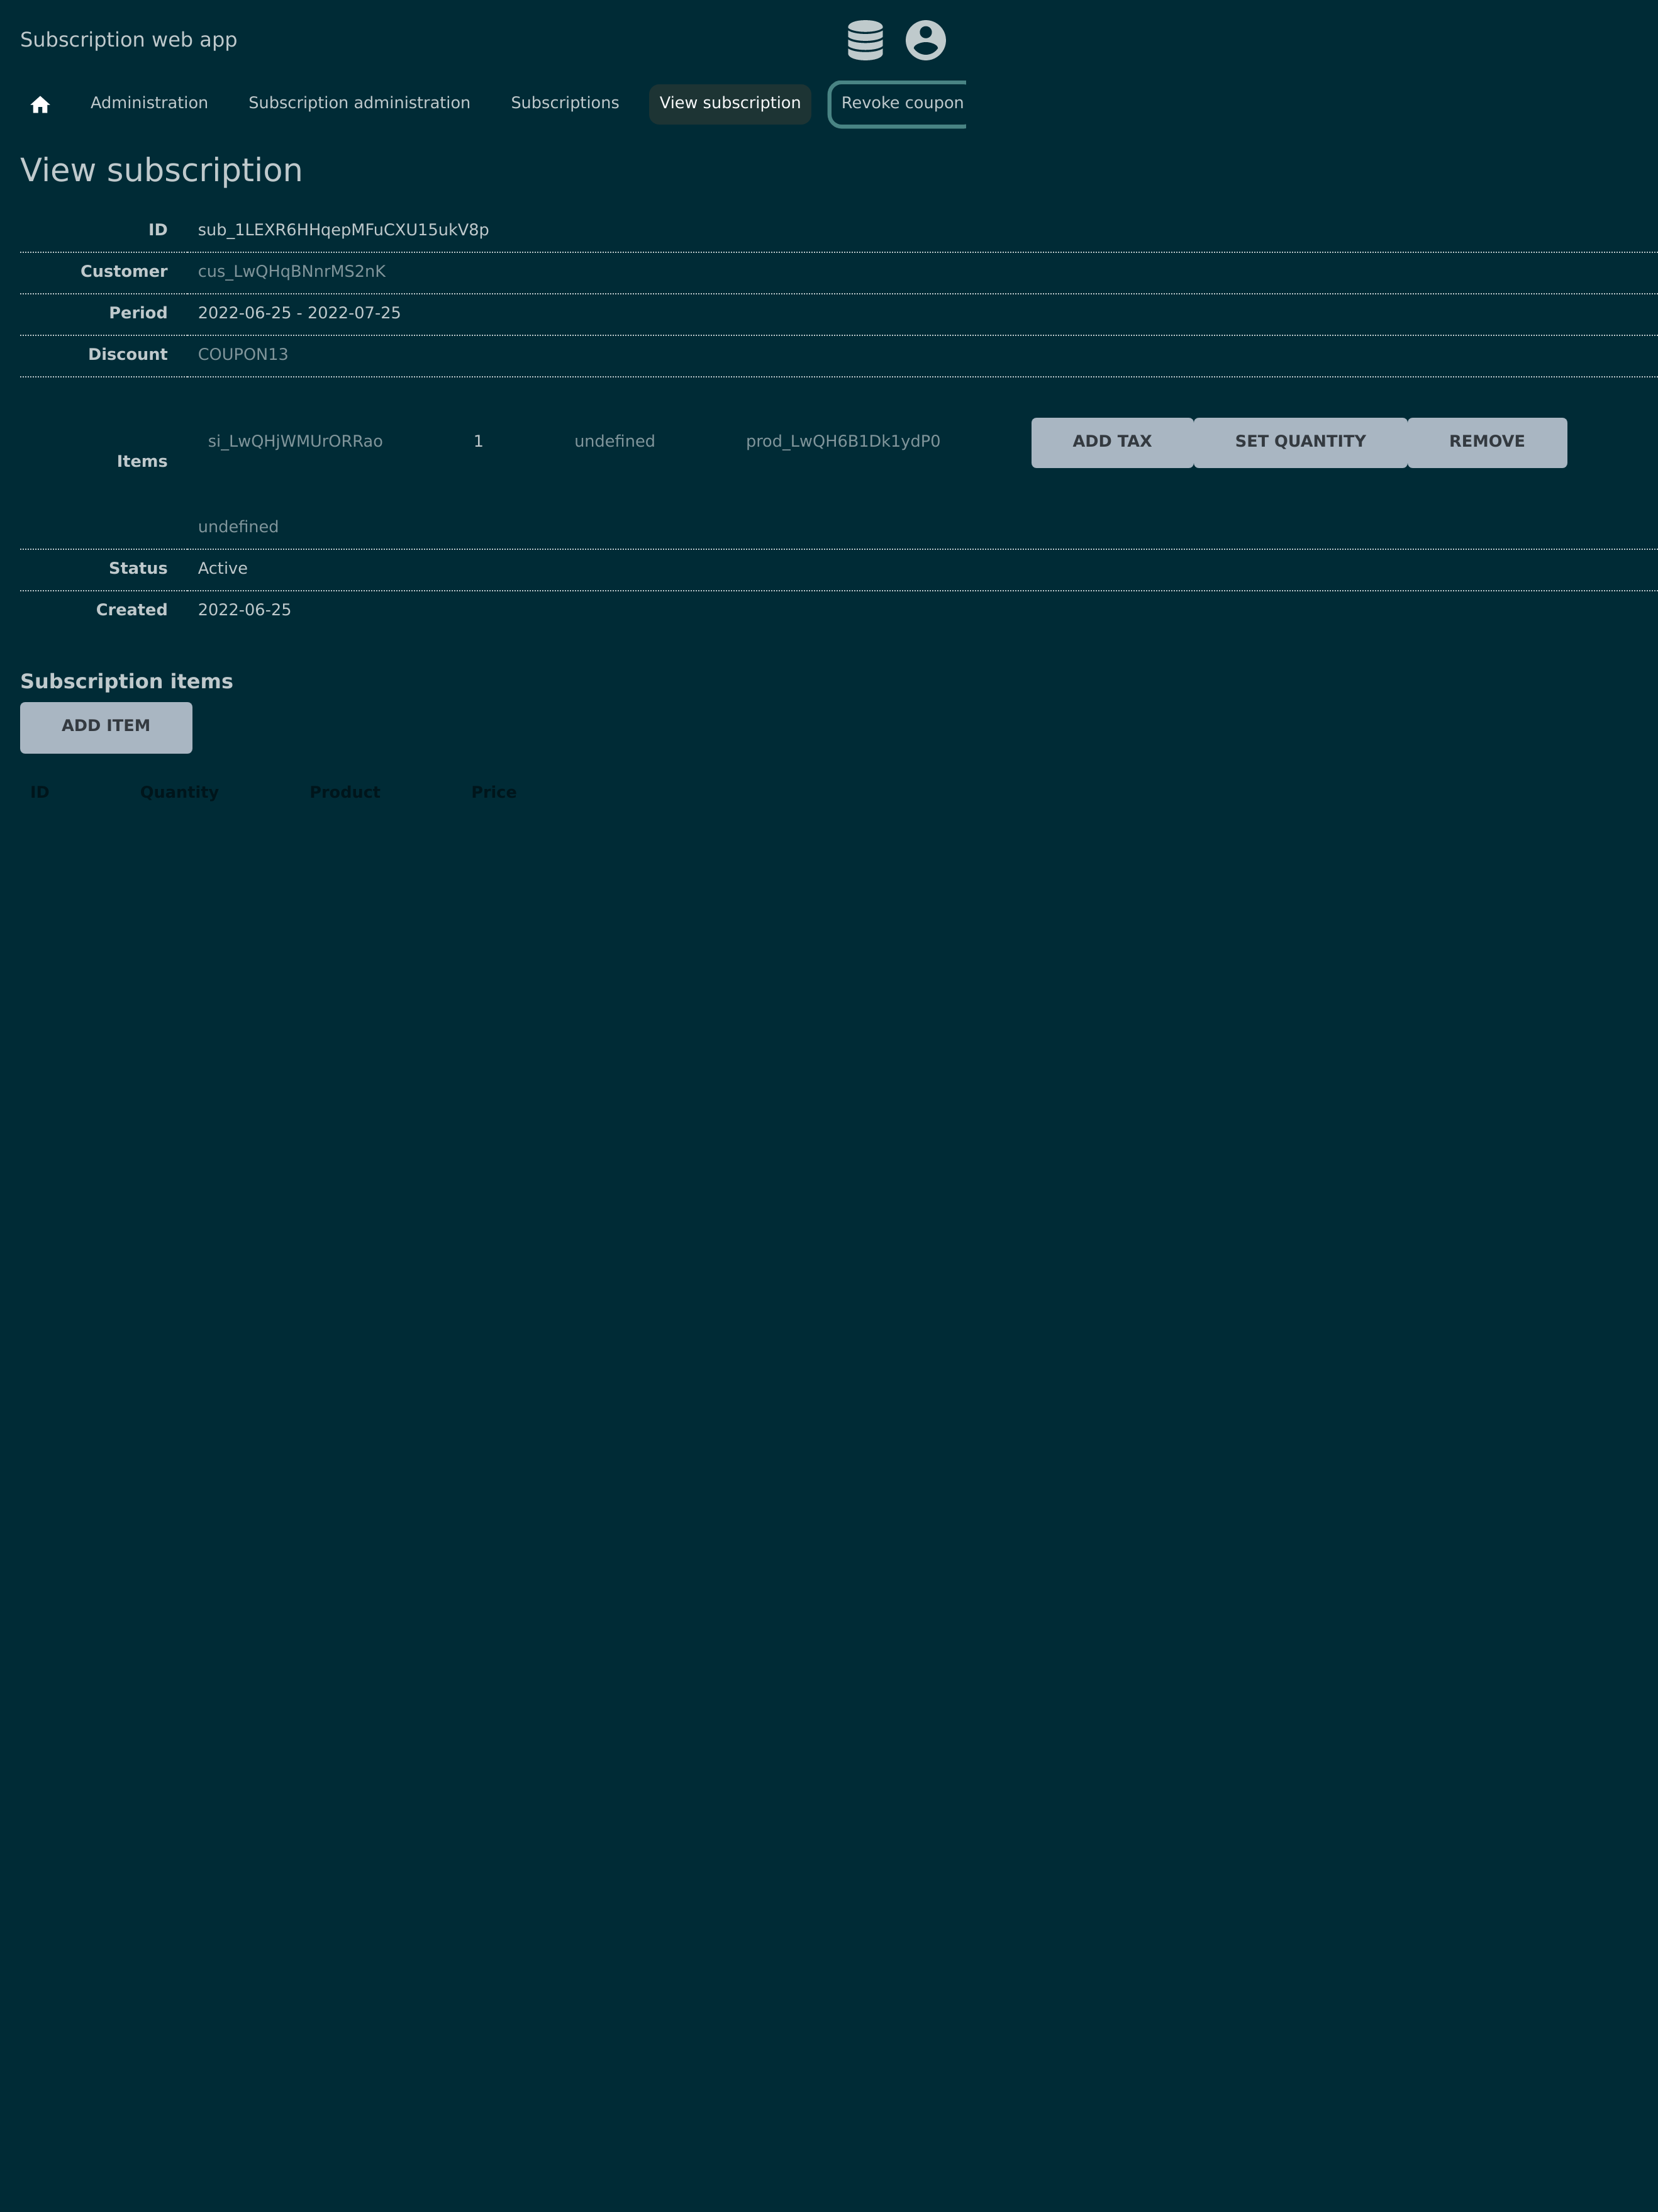 Subscription web app
Administration Subscription administration Subscriptions View subscription Revoke coupon
View subscription
ID sub_1LEXR6HHqepMFuCXU15ukV8p
Customer cus_LwQHqBNnrMS2nK
Period 2022-06-25 - 2022-07-25
Discount COUPON13
Items si_LwQHjWMUrORRao 1 undefined prod_LwQH6B1Dk1ydP0 ADD TAX SET QUANTITY REMOVE
undefined
Status Active
Created 2022-06-25
Subscription items
ADD ITEM
ID Quantity Product Price